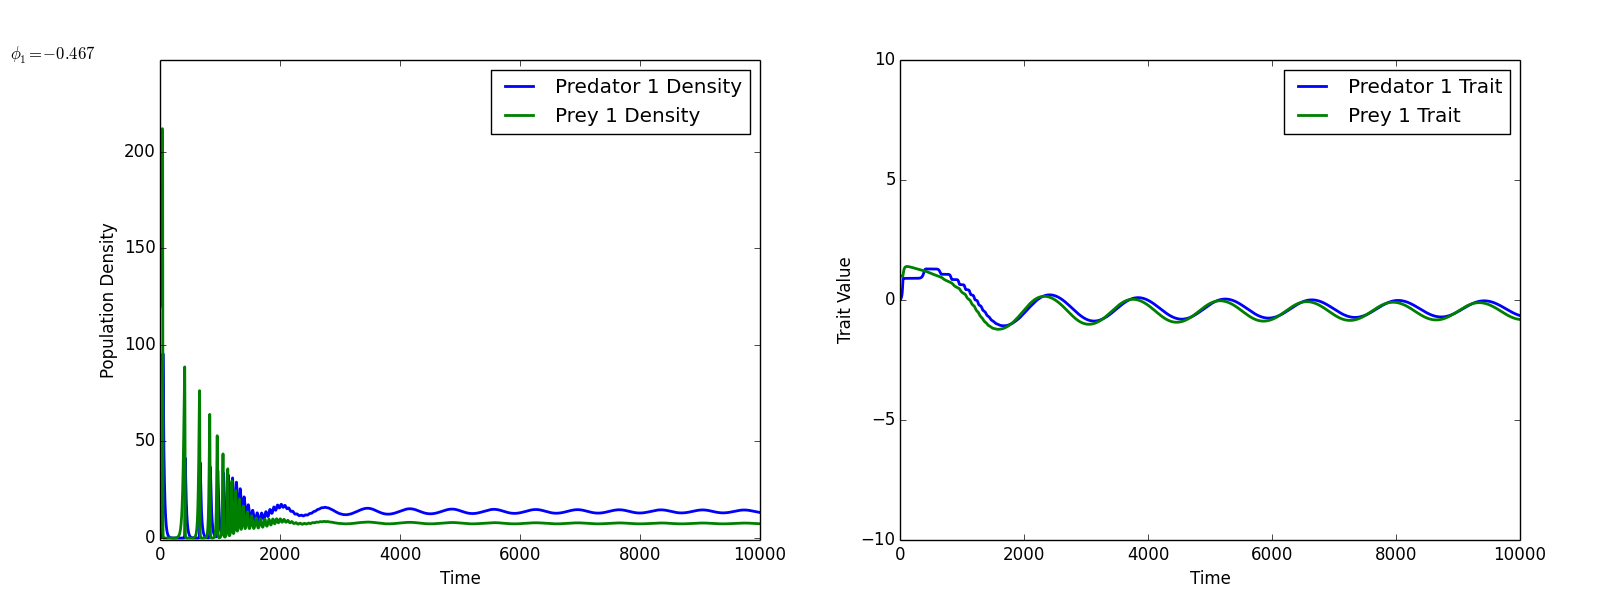 ϕ₁ = −0.467
Predator 1 Density
Prey 1 Density
200
150
100
50
0
0 2000 4000 6000 8000 10000
Population Density
Time
Predator 1 Trait
Prey 1 Trait
10
5
0
−5
−10
0 2000 4000 6000 8000 10000
Trait Value
Time